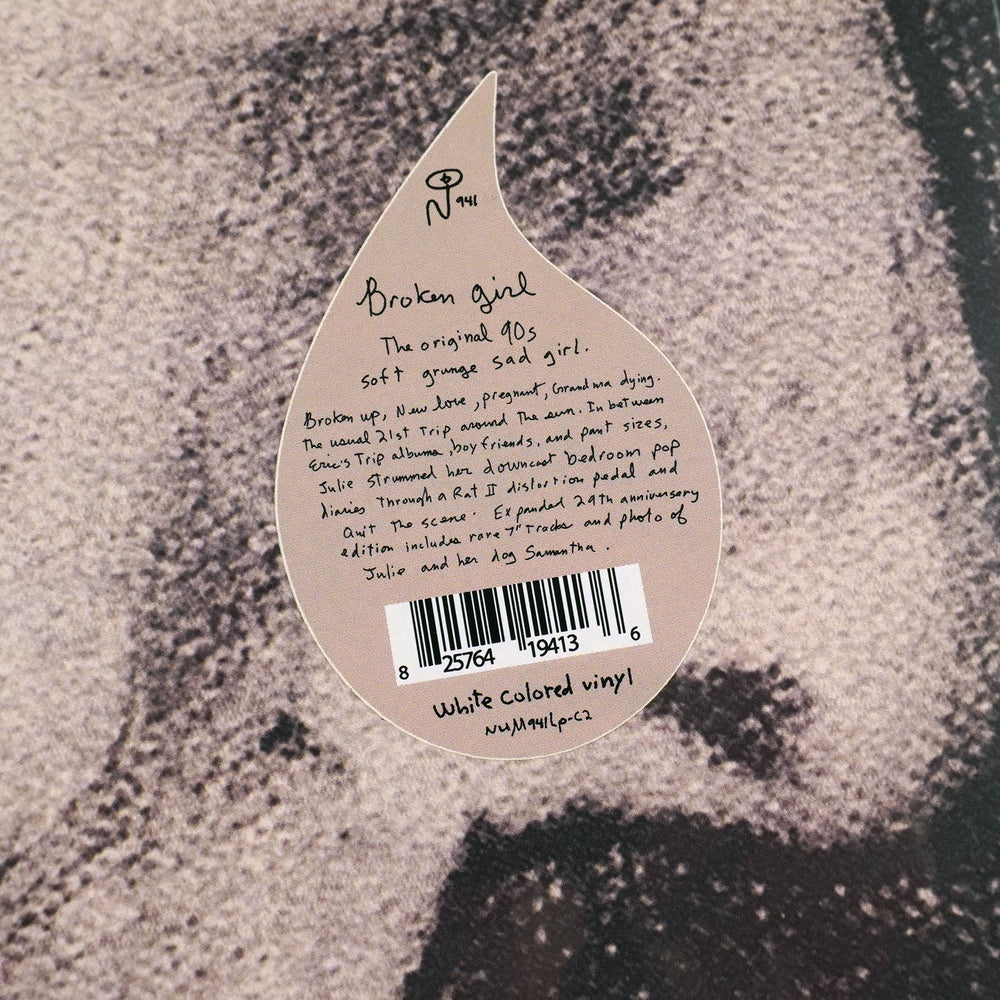 N 941
Broken girl
The original 90s
soft grunge sad girl.
Broken up, New love, pregnant, Grandma dying.
The usual 21st Trip around The sun. In between
Eric's Trip albums, boyfriends, and pant sizes,
Julie strummed her downcast bedroom pop
diaries Through a Rat II distortion pedal and
Quit The scene. Expanded 29th anniversary
edition includes rare 7" Tracks and photo of
Julie and her dog Samantha.
8 25764 19413 6
White colored vinyl
NUM941Lp-C2